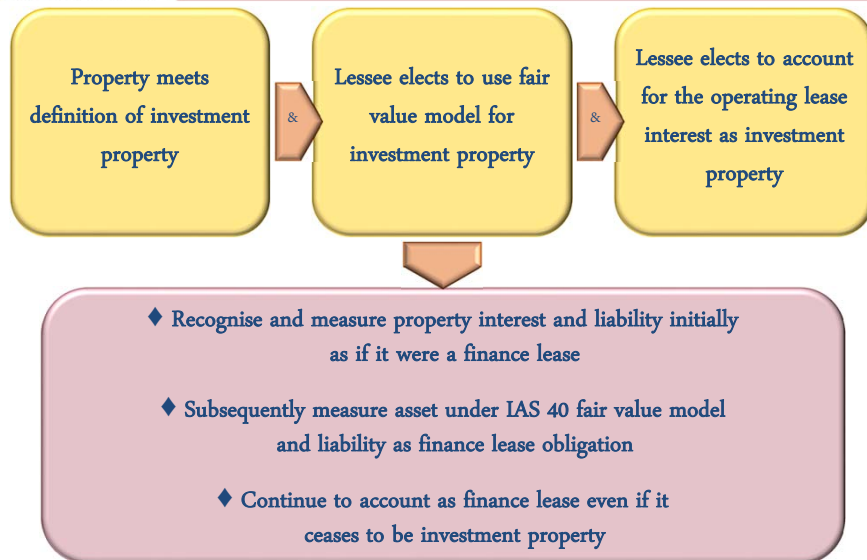 Property meets
definition of investment
property
&
Lessee elects to use fair
value model for
investment property
&
Lessee elects to account
for the operating lease
interest as investment
property
♦ Recognise and measure property interest and liability initially
as if it were a finance lease
♦ Subsequently measure asset under IAS 40 fair value model
and liability as finance lease obligation
♦ Continue to account as finance lease even if it
ceases to be investment property